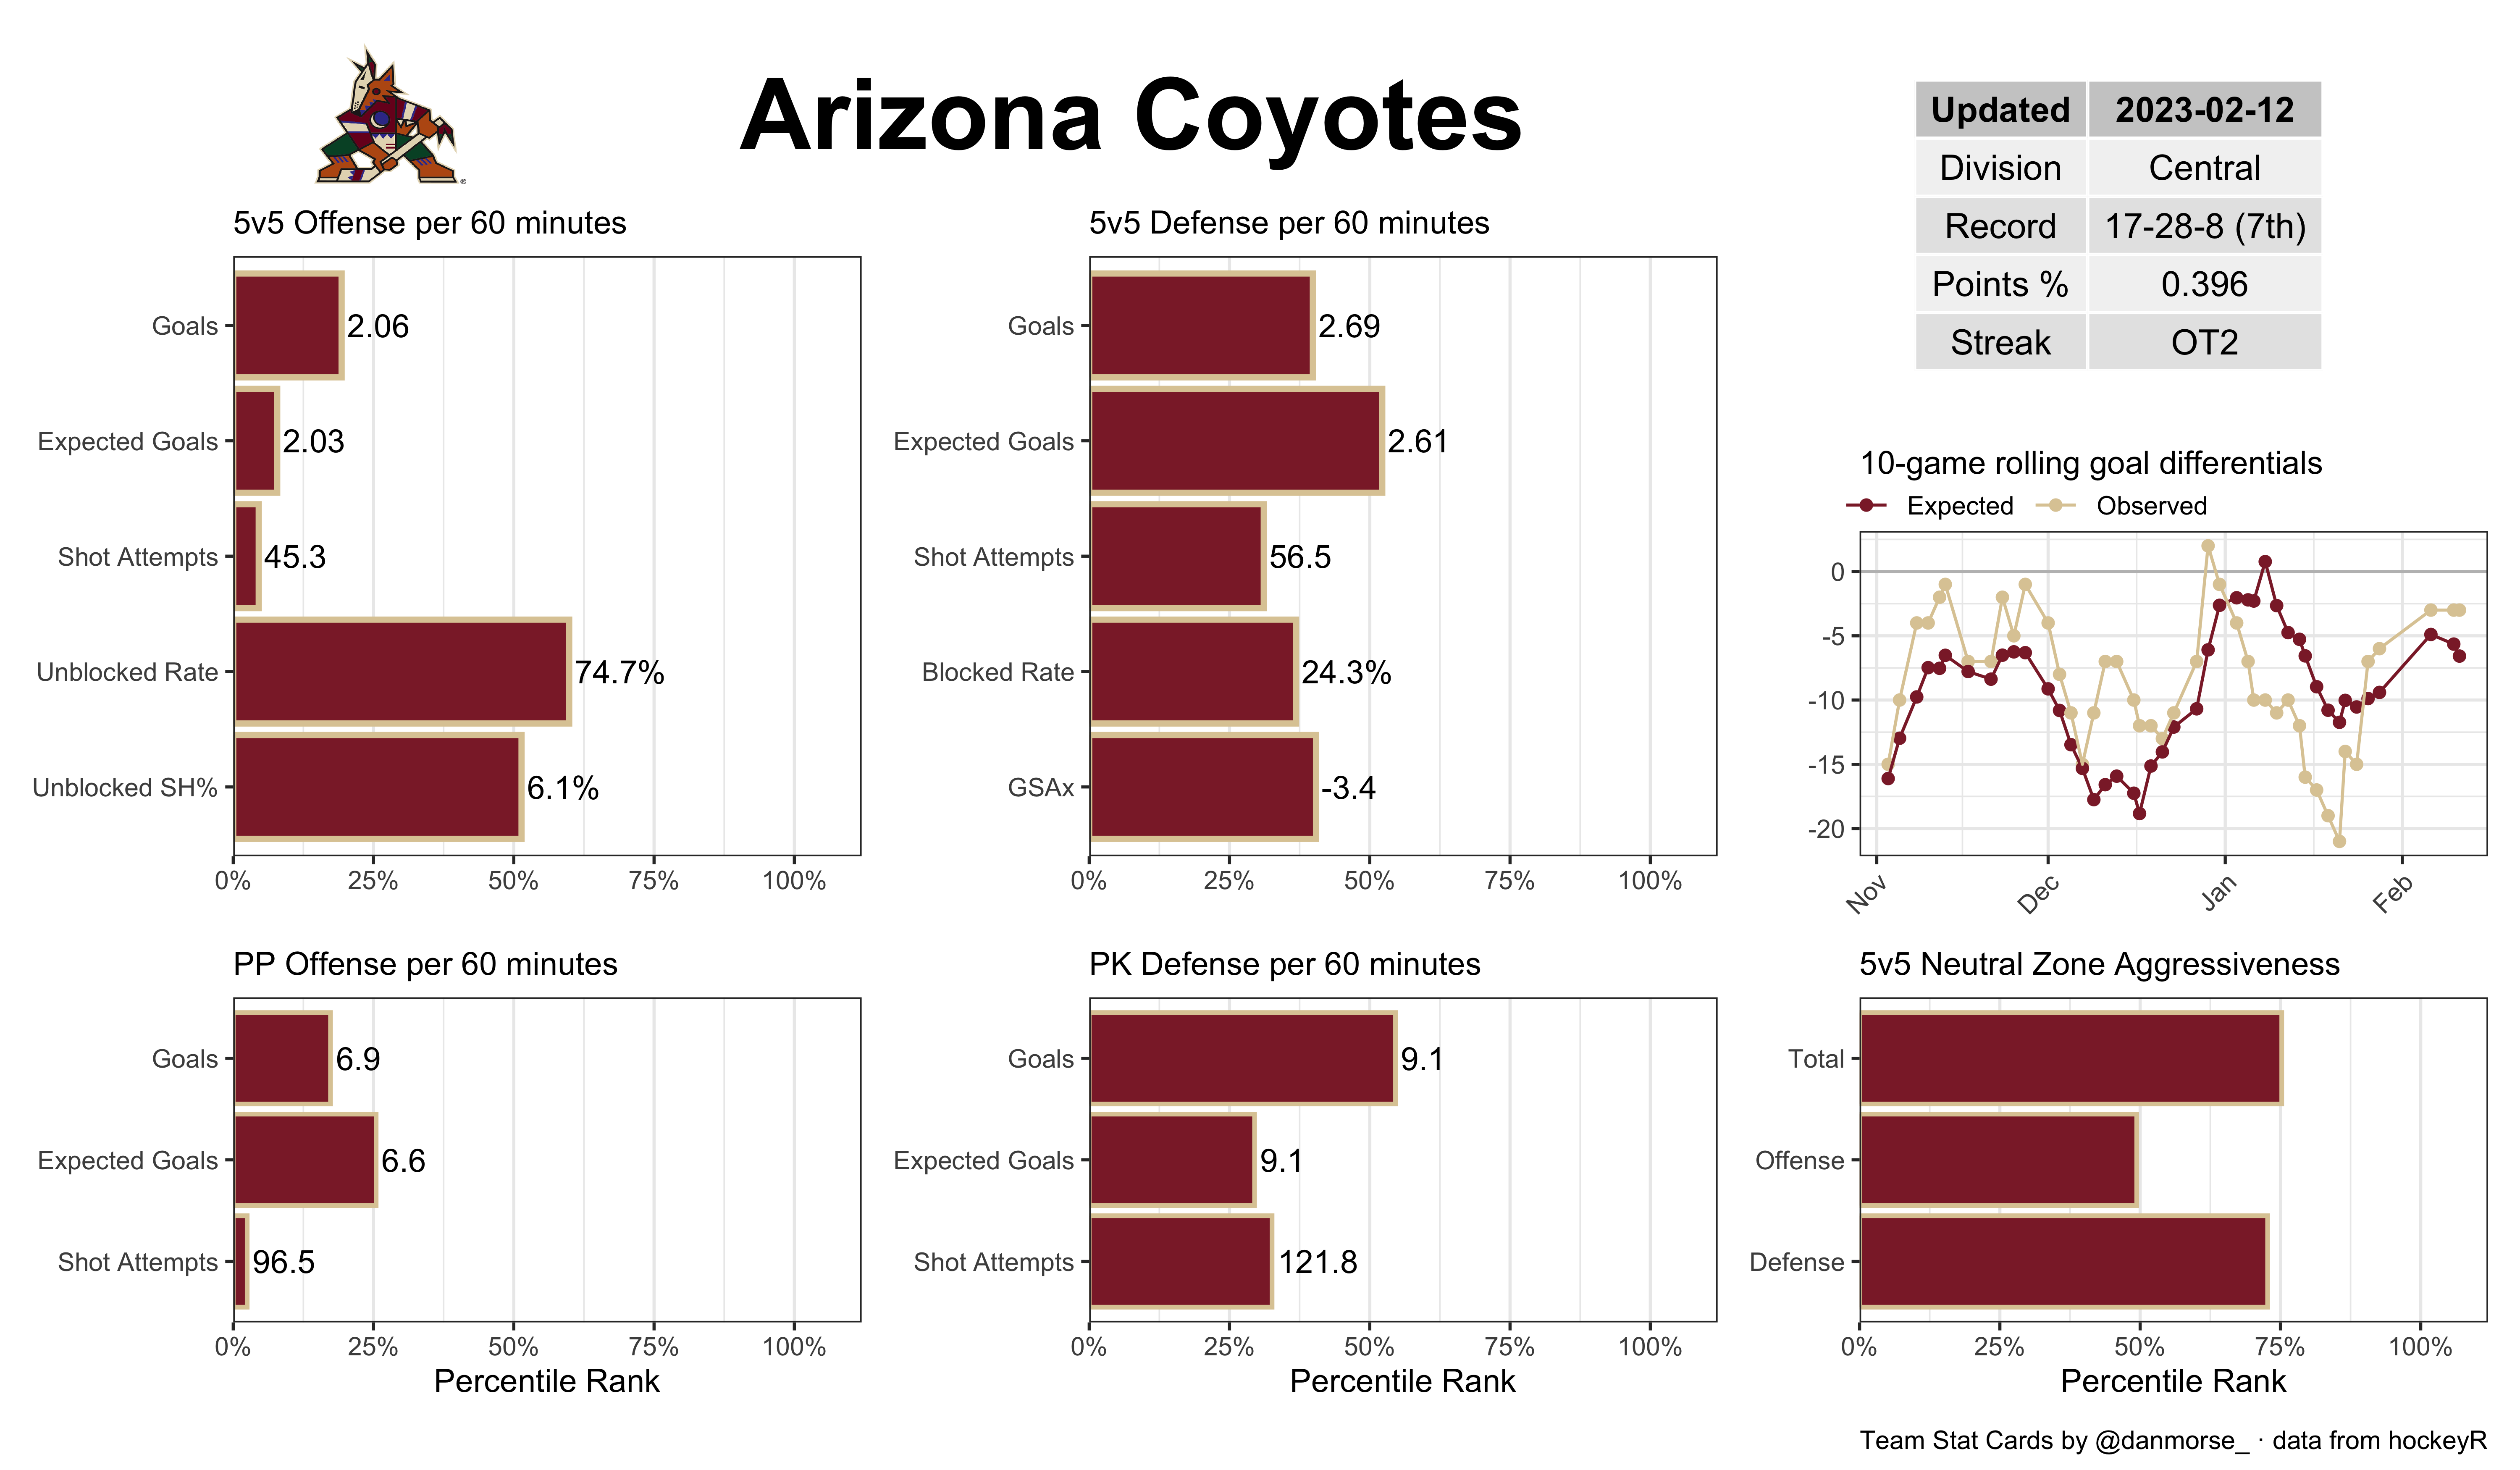 Arizona Coyotes
Updated 2023-02-12
Division Central
Record 17-28-8 (7th)
Points % 0.396
Streak OT2
5v5 Offense per 60 minutes
Goals 2.06
Expected Goals 2.03
Shot Attempts 45.3
Unblocked Rate 74.7%
Unblocked SH% 6.1%
0% 25% 50% 75% 100%
5v5 Defense per 60 minutes
Goals 2.69
Expected Goals 2.61
Shot Attempts 56.5
Blocked Rate 24.3%
GSAx -3.4
0% 25% 50% 75% 100%
10-game rolling goal differentials
Expected Observed
0
-5
-10
-15
-20
Nov Dec Jan Feb
PP Offense per 60 minutes
Goals 6.9
Expected Goals 6.6
Shot Attempts 96.5
0% 25% 50% 75% 100%
Percentile Rank
PK Defense per 60 minutes
Goals 9.1
Expected Goals 9.1
Shot Attempts 121.8
0% 25% 50% 75% 100%
Percentile Rank
5v5 Neutral Zone Aggressiveness
Total
Offense
Defense
0% 25% 50% 75% 100%
Percentile Rank
Team Stat Cards by @danmorse_ · data from hockeyR